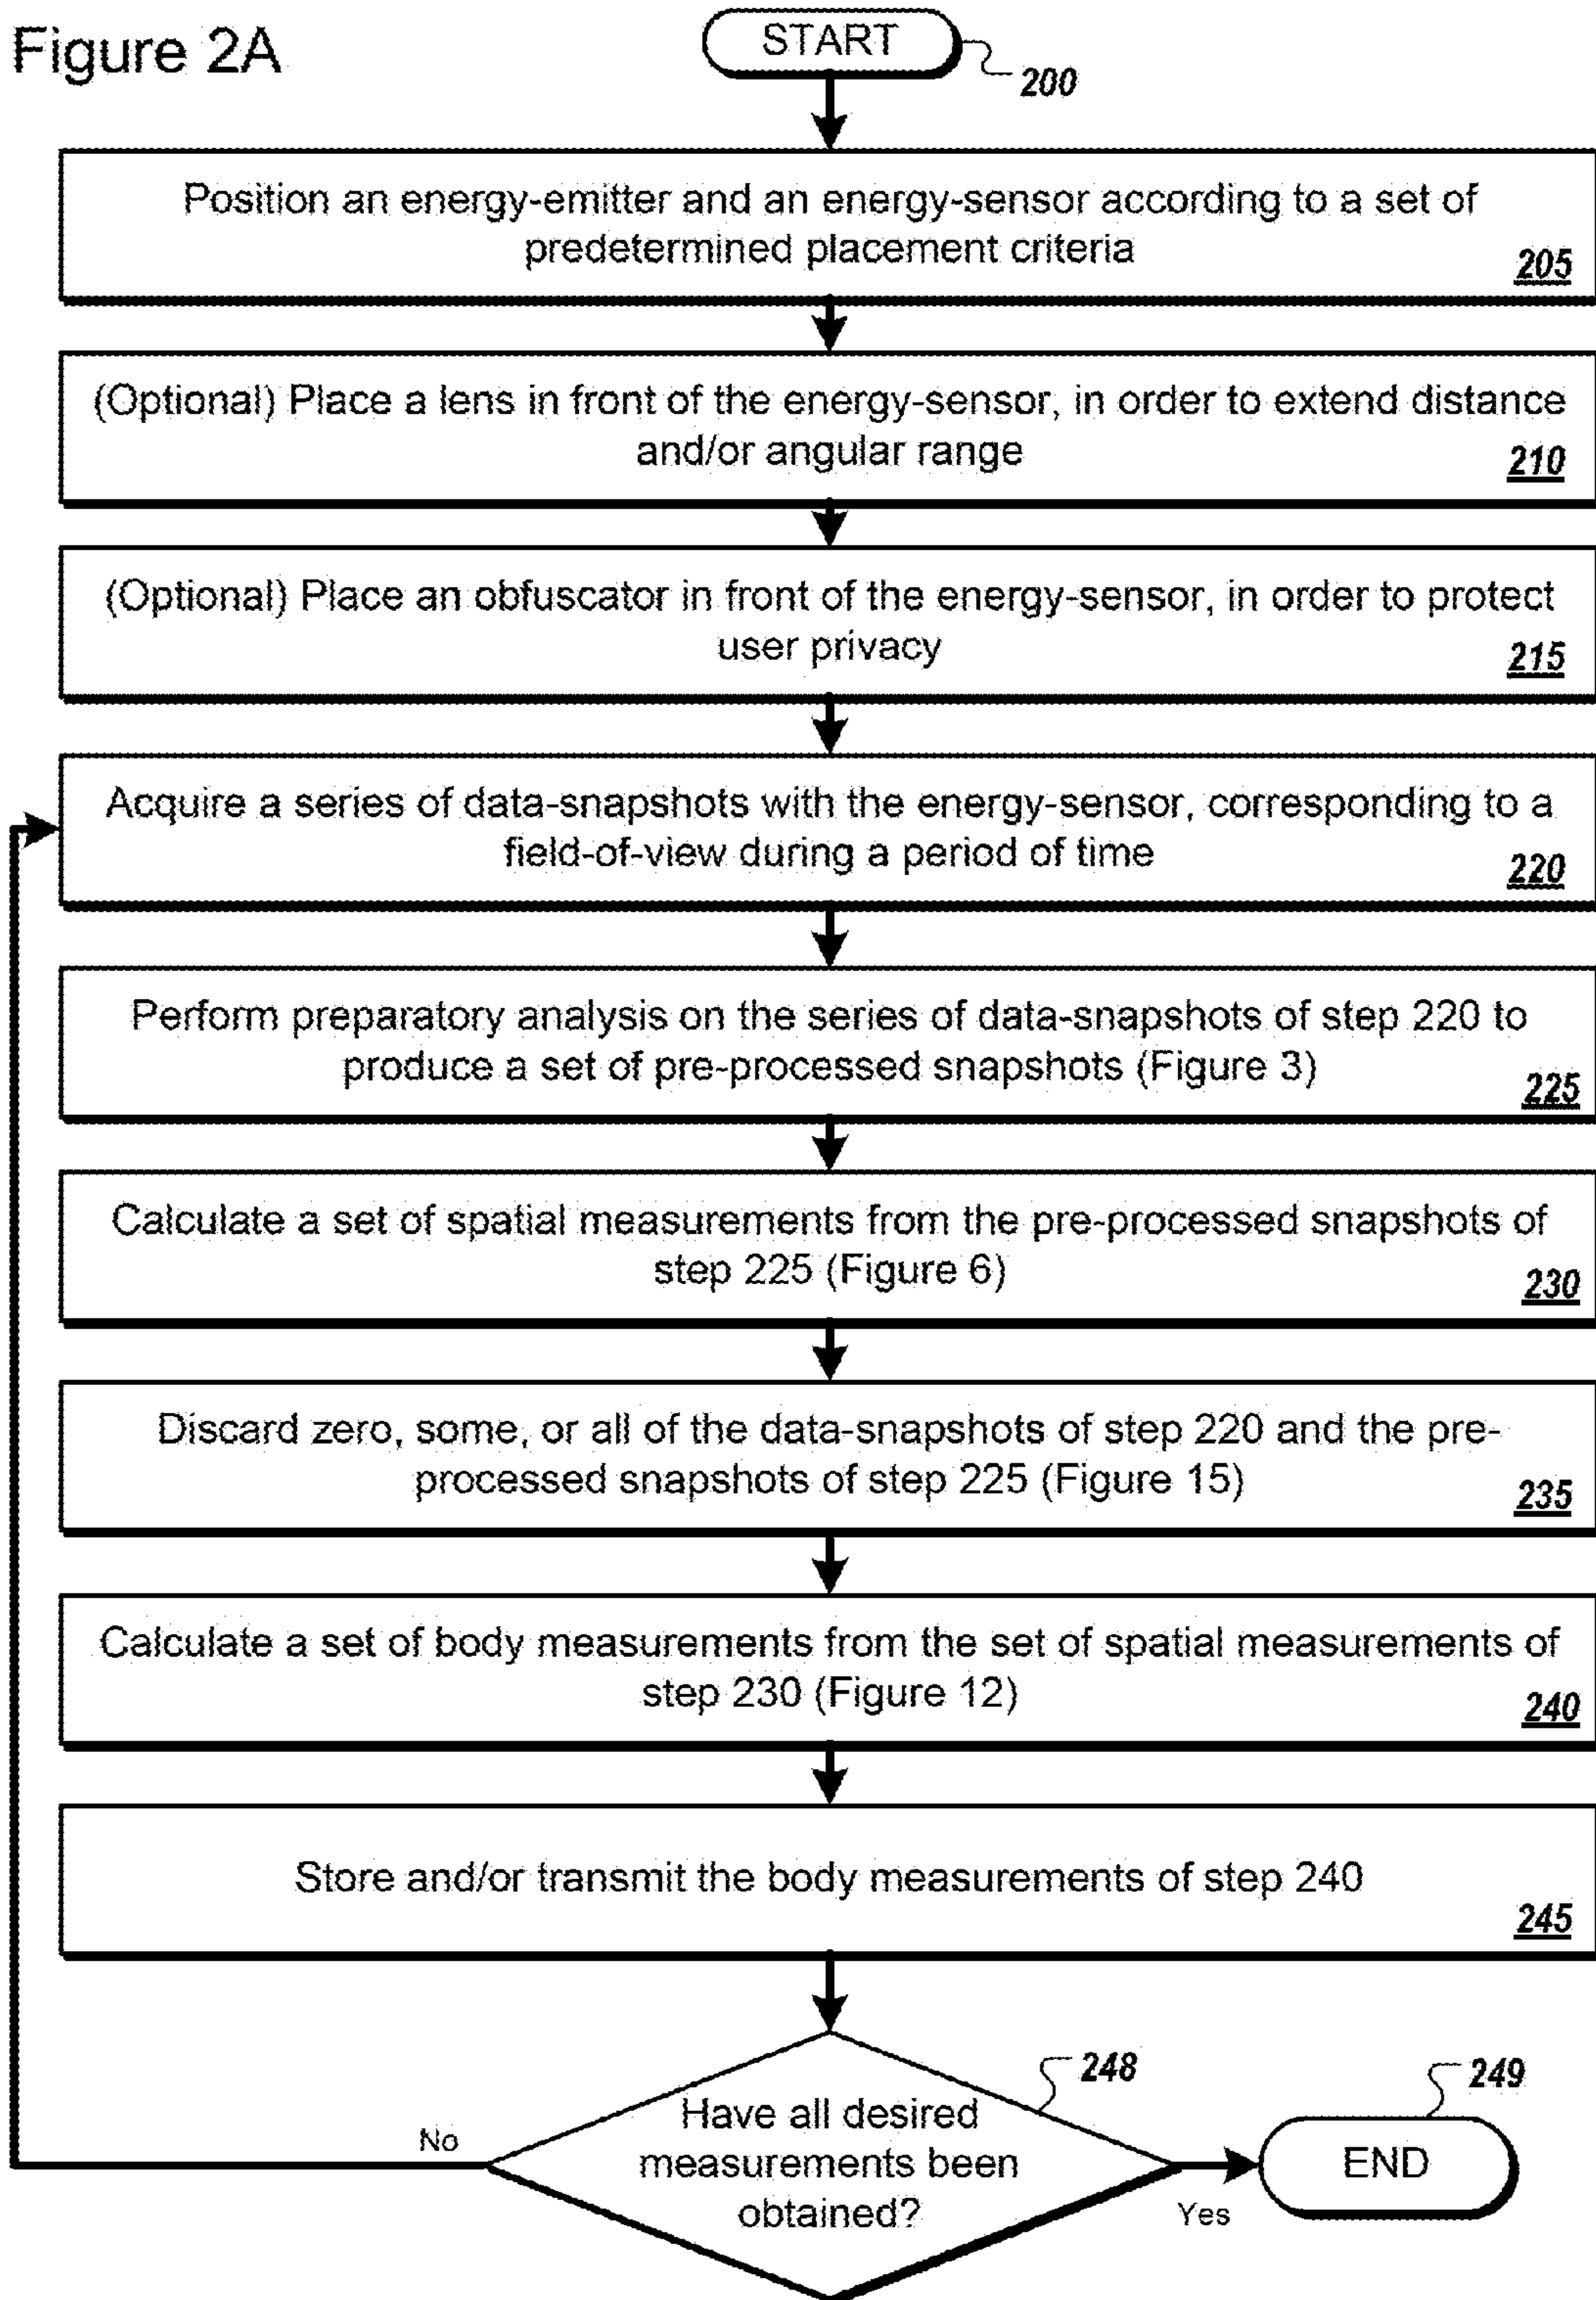 Figure 2A
START
200
Position an energy-emitter and an energy-sensor according to a set of
predetermined placement criteria
205
(Optional) Place a lens in front of the energy-sensor, in order to extend distance
and/or angular range
210
(Optional) Place an obfuscator in front of the energy-sensor, in order to protect
user privacy
215
Acquire a series of data-snapshots with the energy-sensor, corresponding to a
field-of-view during a period of time
220
Perform preparatory analysis on the series of data-snapshots of step 220 to
produce a set of pre-processed snapshots (Figure 3)
225
Calculate a set of spatial measurements from the pre-processed snapshots of
step 225 (Figure 6)
230
Discard zero, some, or all of the data-snapshots of step 220 and the pre-
processed snapshots of step 225 (Figure 15)
235
Calculate a set of body measurements from the set of spatial measurements of
step 230 (Figure 12)
240
Store and/or transmit the body measurements of step 240
245
248
249
Have all desired
measurements been
obtained?
No
Yes
END